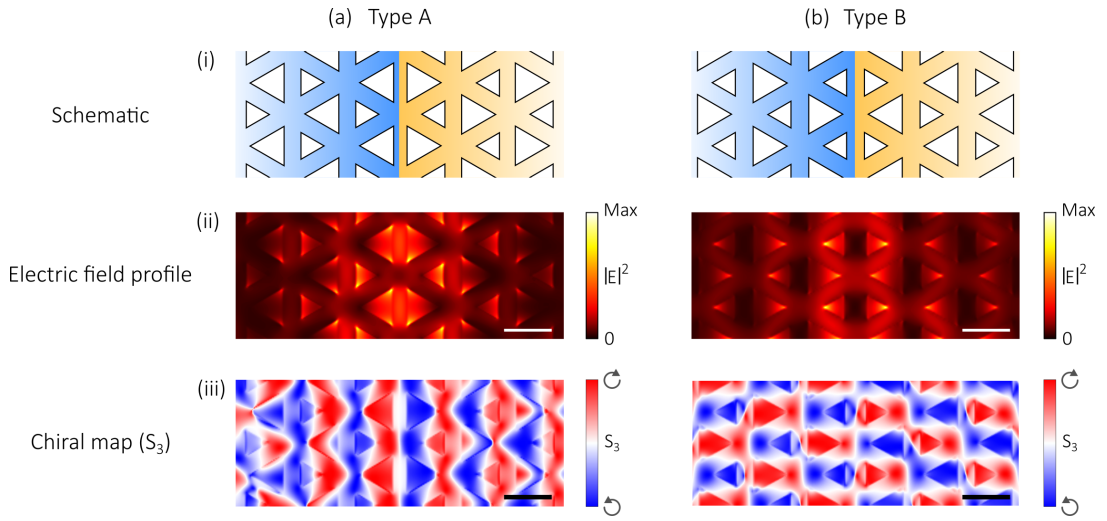 (a) Type A
(b) Type B
(i)
Schematic
(ii)
Electric field profile
Max
|E|²
0
Max
|E|²
0
(iii)
Chiral map (S₃)
S₃
S₃